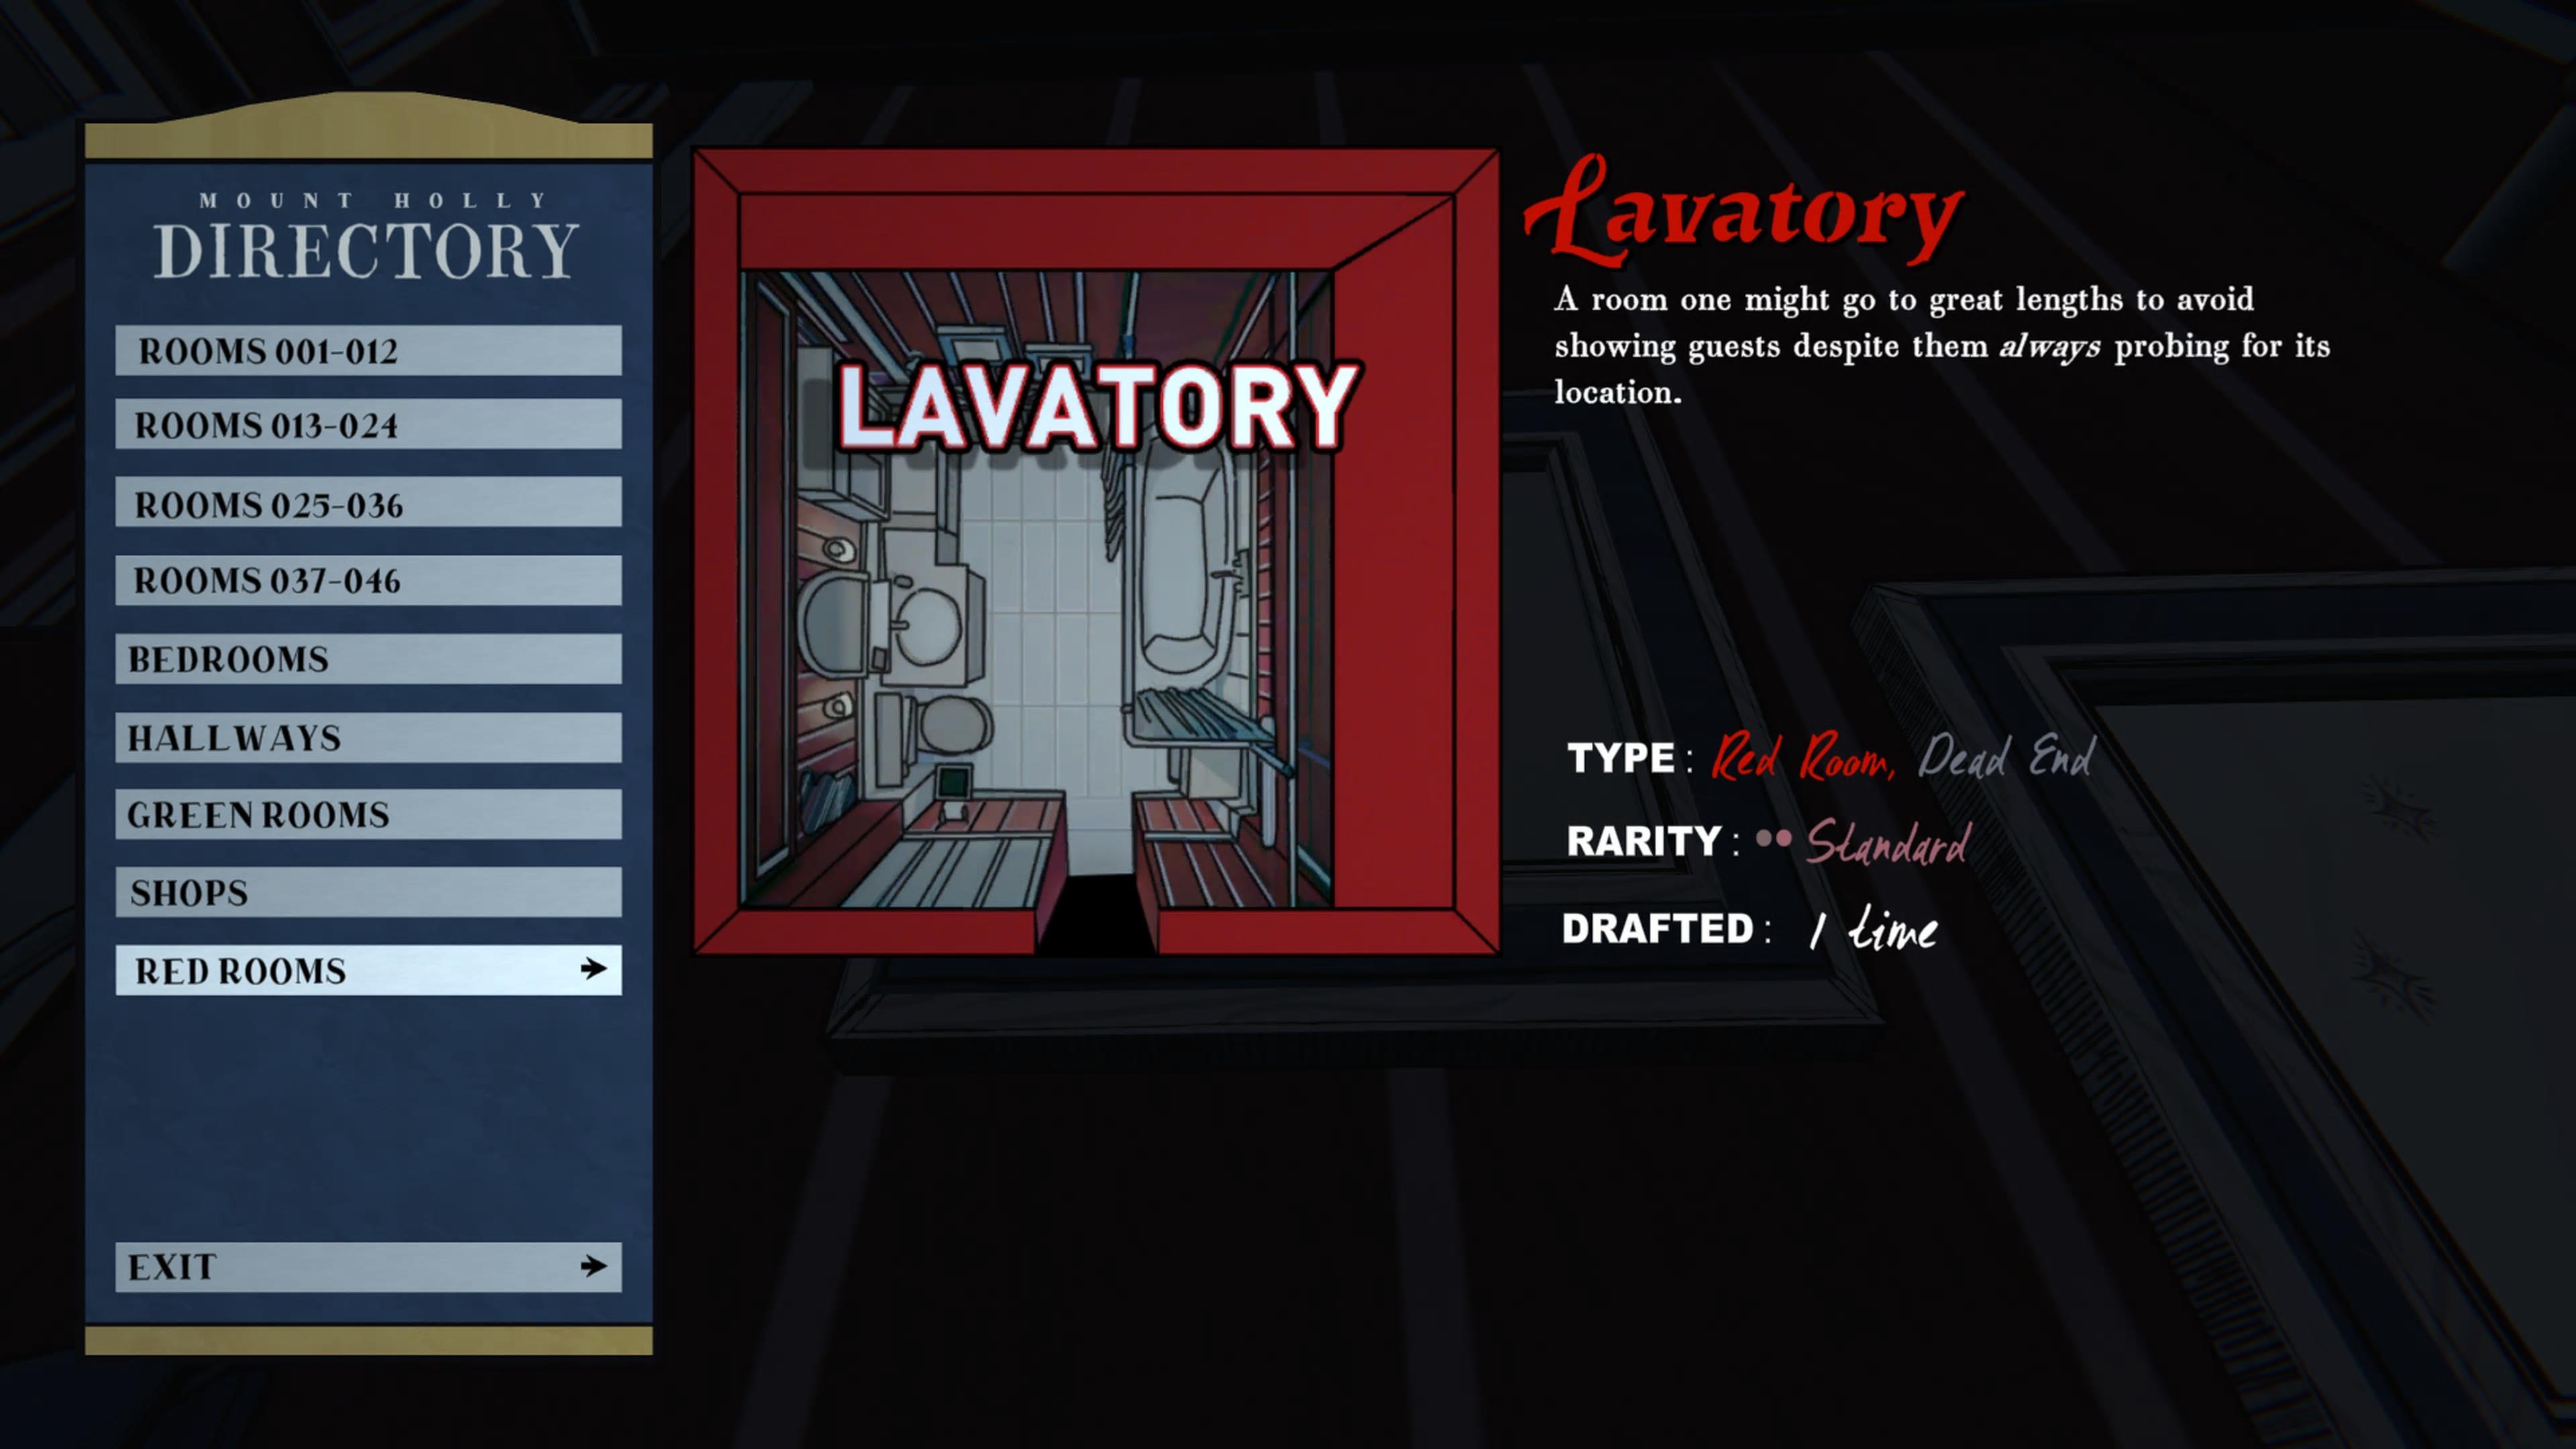 MOUNT HOLLY
DIRECTORY
ROOMS 001-012
ROOMS 013-024
ROOMS 025-036
ROOMS 037-046
BEDROOMS
HALLWAYS
GREEN ROOMS
SHOPS
RED ROOMS
EXIT
LAVATORY
Lavatory
A room one might go to great lengths to avoid
showing guests despite them always probing for its
location.
TYPE : Red Room, Dead End
RARITY : Standard
DRAFTED : 1 time